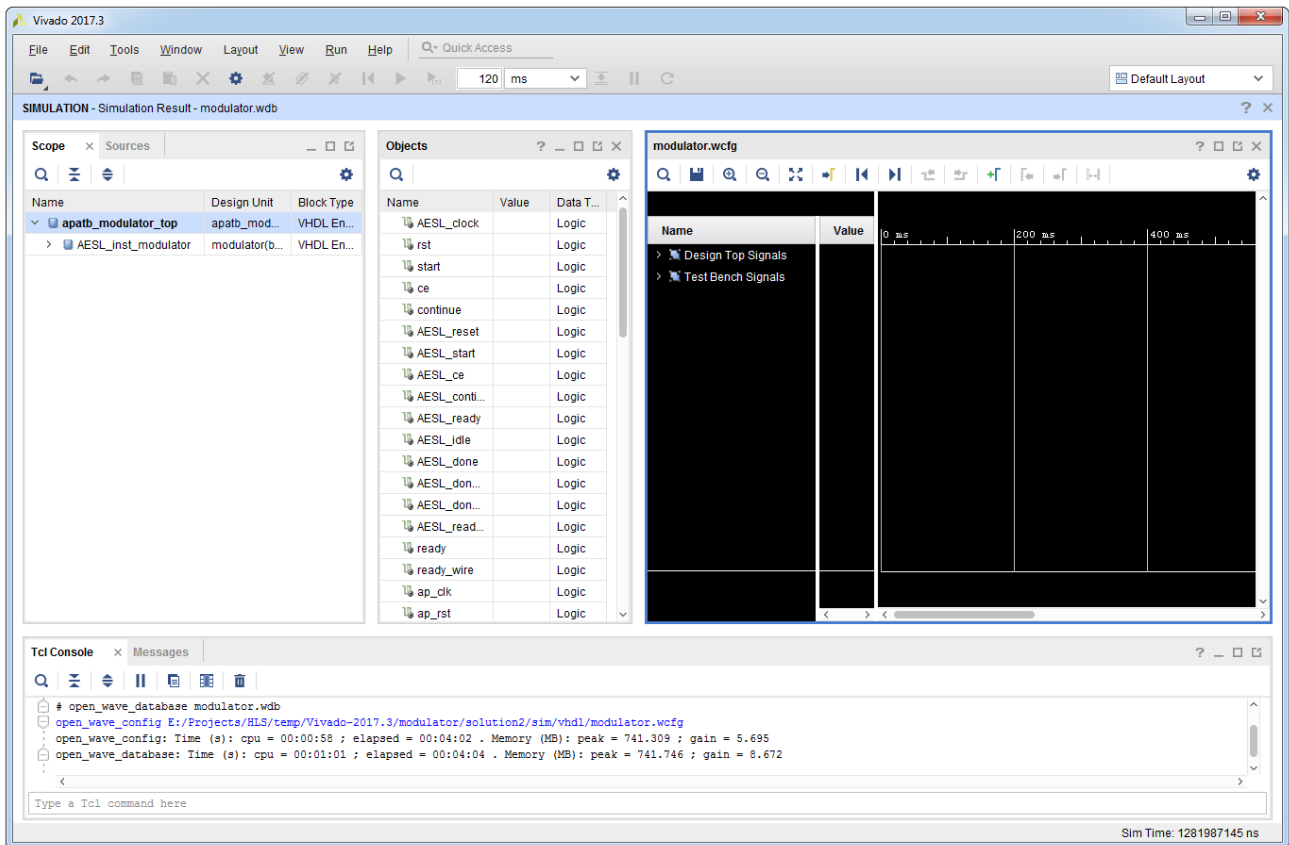 Vivado 2017.3
File Edit Tools Window Layout View Run Help Quick Access
120 ms Default Layout
SIMULATION - Simulation Result - modulator.wdb ?
Scope Sources
Name Design Unit Block Type
apatb_modulator_top apatb_mod... VHDL En...
AESL_inst_modulator modulator(b... VHDL En...
Objects ?
Name Value Data T...
AESL_clock Logic
rst Logic
start Logic
ce Logic
continue Logic
AESL_reset Logic
AESL_start Logic
AESL_ce Logic
AESL_conti... Logic
AESL_ready Logic
AESL_idle Logic
AESL_done Logic
AESL_don... Logic
AESL_don... Logic
AESL_read... Logic
ready Logic
ready_wire Logic
ap_clk Logic
ap_rst Logic
modulator.wcfg ?
Name Value 0 ms 200 ms 400 ms
Design Top Signals
Test Bench Signals
Tcl Console Messages ?
# open_wave_database modulator.wdb
open_wave_config E:/Projects/HLS/temp/Vivado-2017.3/modulator/solution2/sim/vhdl/modulator.wcfg
open_wave_config: Time (s): cpu = 00:00:58 ; elapsed = 00:04:02 . Memory (MB): peak = 741.309 ; gain = 5.695
open_wave_database: Time (s): cpu = 00:01:01 ; elapsed = 00:04:04 . Memory (MB): peak = 741.746 ; gain = 8.672
Type a Tcl command here
Sim Time: 1281987145 ns